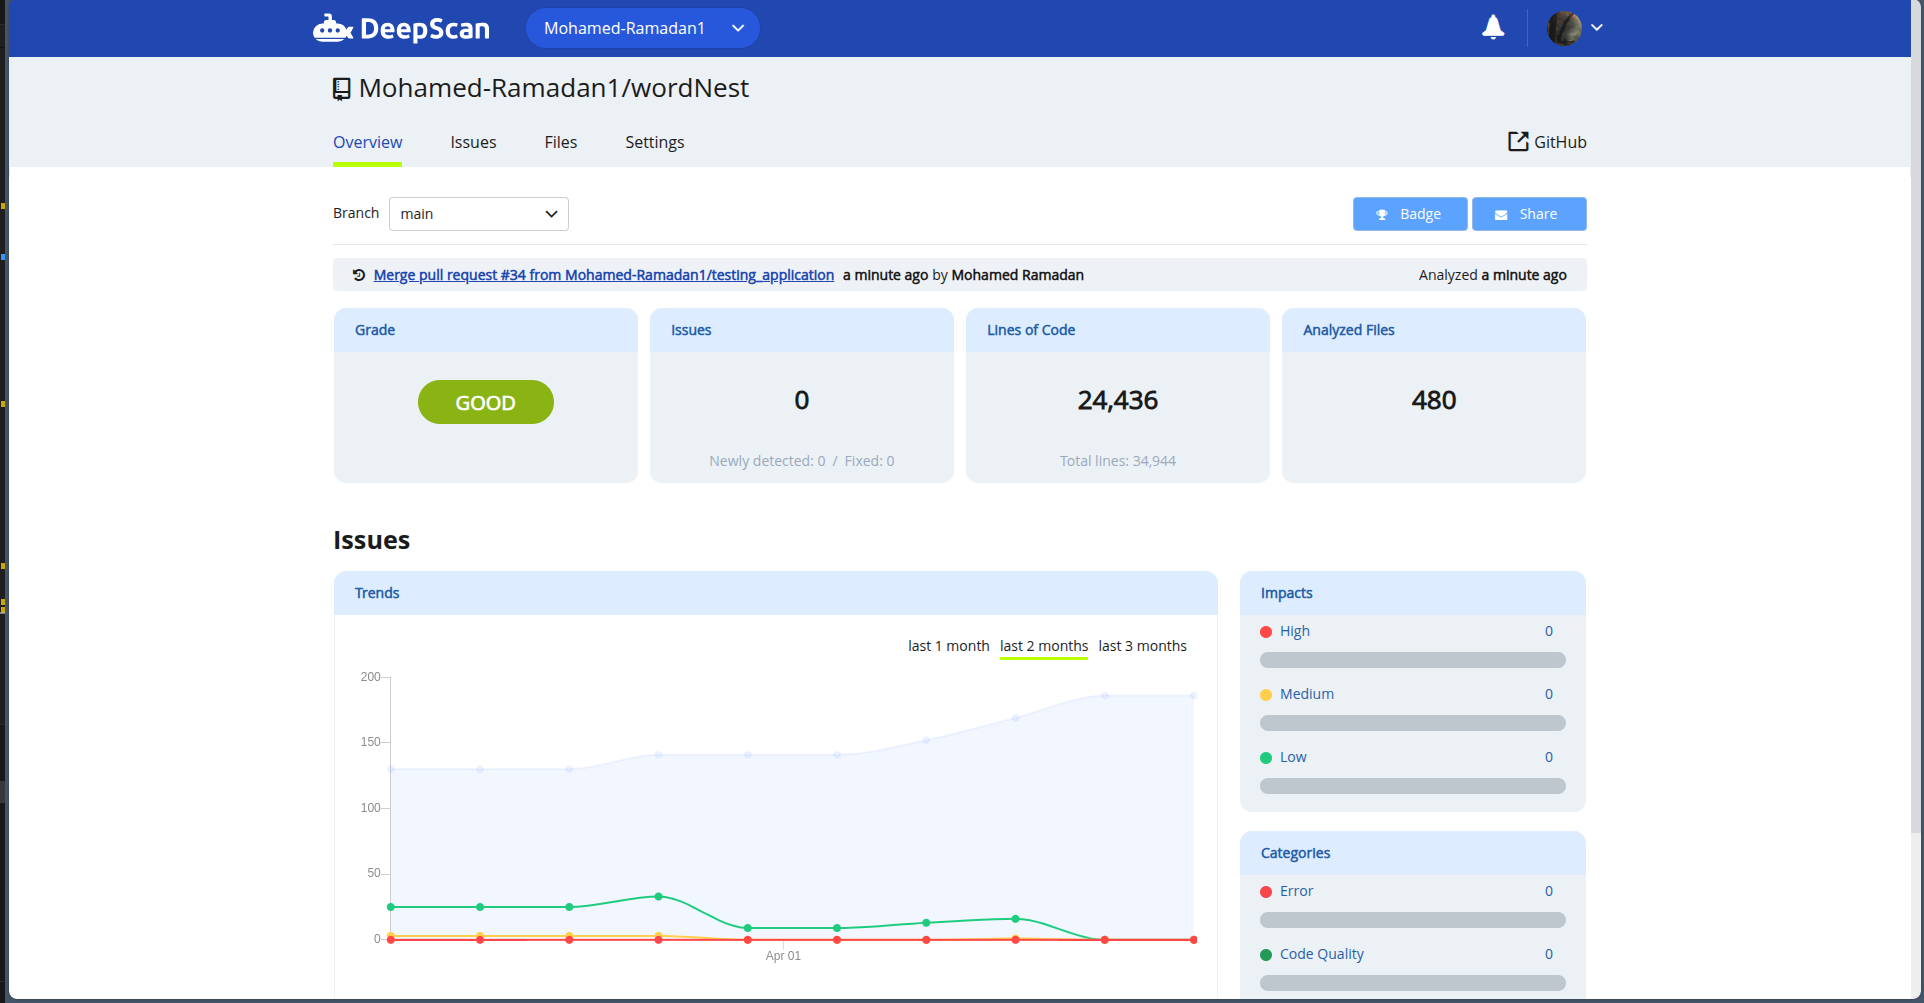 DeepScan Mohamed-Ramadan1
Mohamed-Ramadan1/wordNest
Overview Issues Files Settings GitHub
Branch main Badge Share
Merge pull request #34 from Mohamed-Ramadan1/testing_application a minute ago by Mohamed Ramadan Analyzed a minute ago
Grade Issues Lines of Code Analyzed Files
GOOD 0 24,436 480
Newly detected: 0 / Fixed: 0 Total lines: 34,944
Issues
Trends
last 1 month last 2 months last 3 months
200
150
100
50
0
Apr 01
Impacts
High 0
Medium 0
Low 0
Categories
Error 0
Code Quality 0